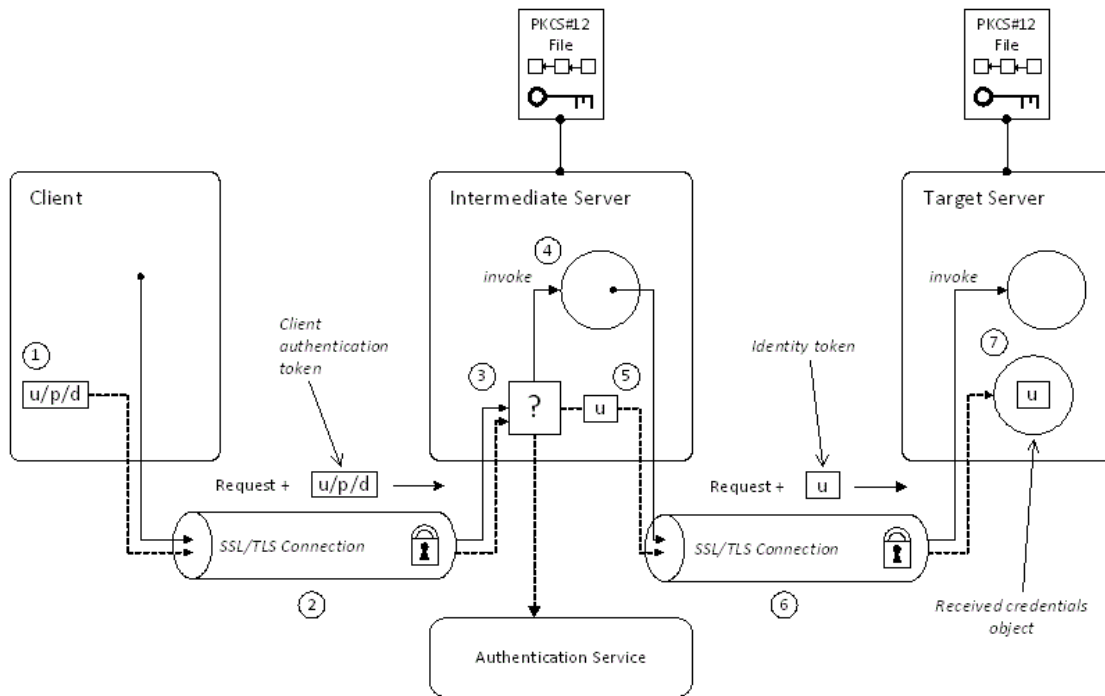 PKCS#12
File
PKCS#12
File
Client
Intermediate Server
Target Server
4
invoke
invoke
Client
authentication
token
Identity token
1
3
5
7
u/p/d
?
u
u
Request +
u/p/d
Request +
u
SSL/TLS Connection
SSL/TLS Connection
2
6
Received credentials
object
Authentication Service